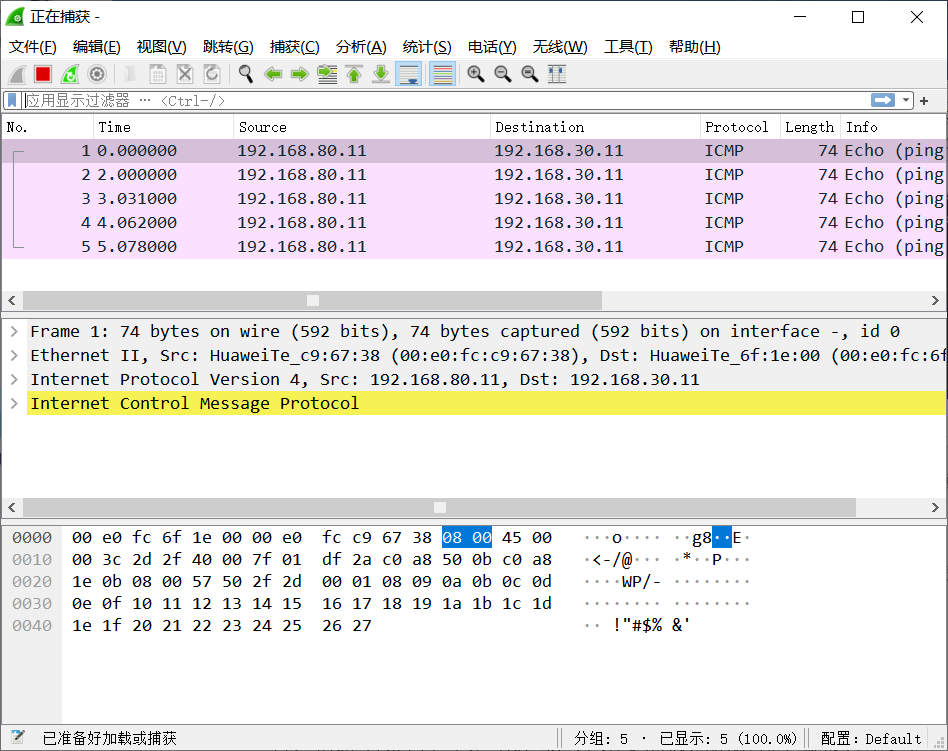 正在捕获 -
文件(F) 编辑(E) 视图(V) 跳转(G) 捕获(C) 分析(A) 统计(S) 电话(Y) 无线(W) 工具(T) 帮助(H)
应用显示过滤器 … <Ctrl-/>
No. Time Source Destination Protocol Length Info
1 0.000000 192.168.80.11 192.168.30.11 ICMP 74 Echo (ping
2 2.000000 192.168.80.11 192.168.30.11 ICMP 74 Echo (ping
3 3.031000 192.168.80.11 192.168.30.11 ICMP 74 Echo (ping
4 4.062000 192.168.80.11 192.168.30.11 ICMP 74 Echo (ping
5 5.078000 192.168.80.11 192.168.30.11 ICMP 74 Echo (ping
Frame 1: 74 bytes on wire (592 bits), 74 bytes captured (592 bits) on interface -, id 0
Ethernet II, Src: HuaweiTe_c9:67:38 (00:e0:fc:c9:67:38), Dst: HuaweiTe_6f:1e:00 (00:e0:fc:6f
Internet Protocol Version 4, Src: 192.168.80.11, Dst: 192.168.30.11
Internet Control Message Protocol
0000 00 e0 fc 6f 1e 00 00 e0 fc c9 67 38 08 00 45 00 ···o···· ··g8··E·
0010 00 3c 2d 2f 40 00 7f 01 df 2a c0 a8 50 0b c0 a8 ·<-/@··· ·*··P···
0020 1e 0b 08 00 57 50 2f 2d 00 01 08 09 0a 0b 0c 0d ····WP/- ········
0030 0e 0f 10 11 12 13 14 15 16 17 18 19 1a 1b 1c 1d ········ ········
0040 1e 1f 20 21 22 23 24 25 26 27 ·· !"#$% &'
已准备好加载或捕获 分组: 5 · 已显示: 5 (100.0%) 配置: Default